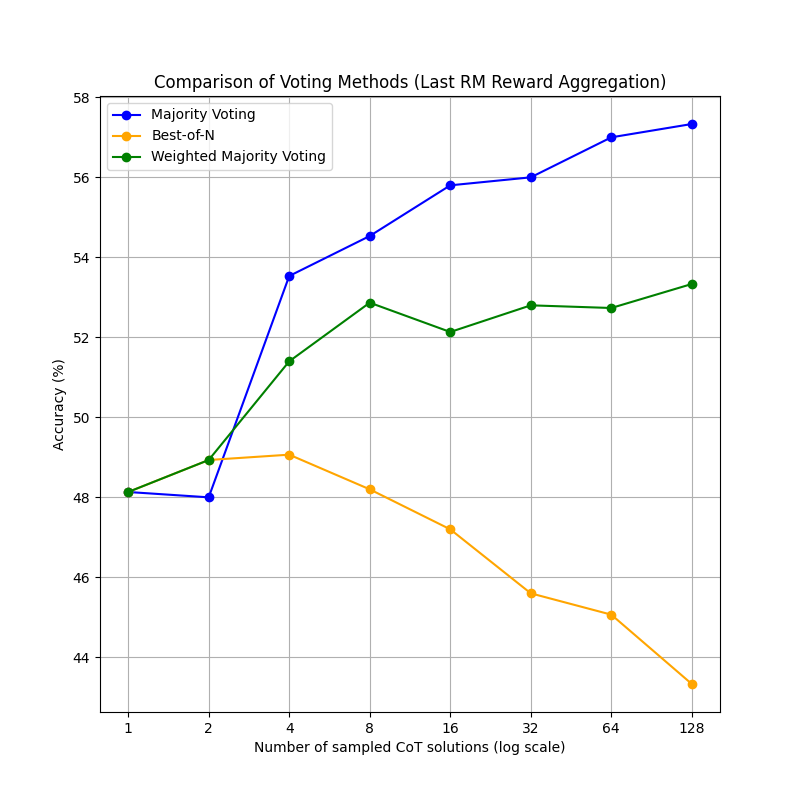 Comparison of Voting Methods (Last RM Reward Aggregation)
Majority Voting
Best-of-N
Weighted Majority Voting
58
56
54
52
50
48
46
44
Accuracy (%)
1 2 4 8 16 32 64 128
Number of sampled CoT solutions (log scale)